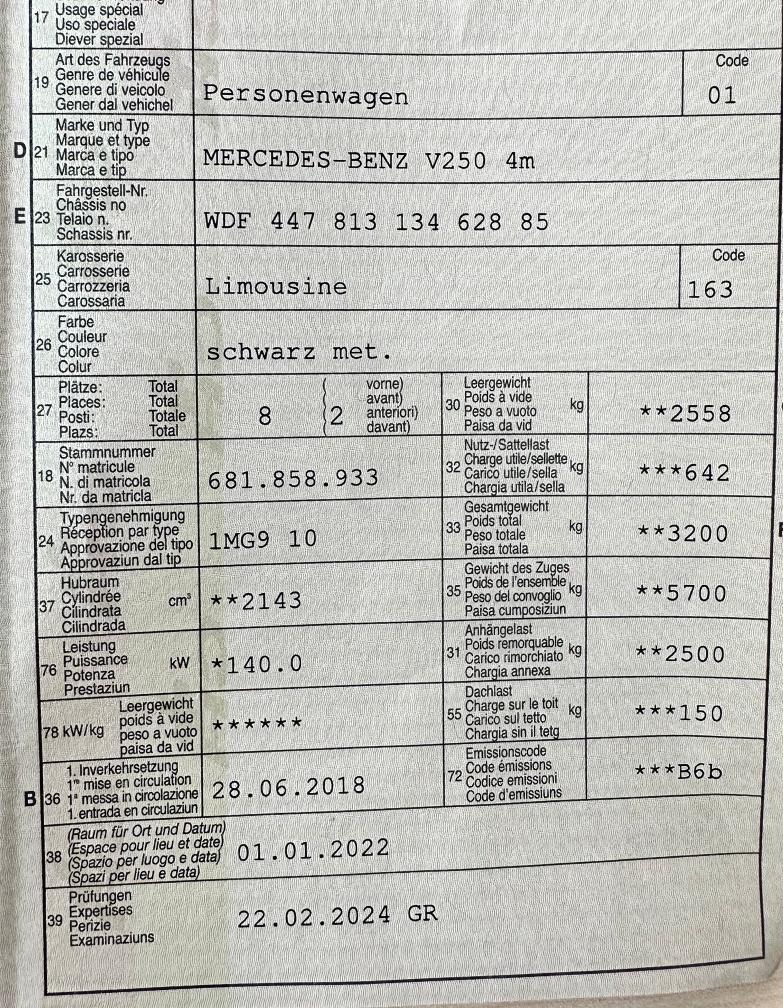 17 Usage spécial
Uso speciale
Diever spezial
19 Art des Fahrzeugs
Genre de véhicule
Genere di veicolo
Gener dal vehichel
Personenwagen
Code
01
D 21 Marke und Typ
Marque et type
Marca e tipo
Marca e tip
MERCEDES-BENZ V250 4m
E 23 Fahrgestell-Nr.
Châssis no
Telaio n.
Schassis nr.
WDF 447 813 134 628 85
25 Karosserie
Carrosserie
Carrozzeria
Carossaria
Limousine
Code
163
26 Farbe
Couleur
Colore
Colur
schwarz met.
27 Plätze: Total
Places: Total
Posti: Totale
Plazs: Total
8 (2 vorne)
avant)
anteriori)
davant)
30 Leergewicht
Poids à vide
Peso a vuoto
Paisa da vid
kg **2558
18 Stammnummer
N° matricule
N. di matricola
Nr. da matricla
681.858.933
32 Nutz-/Sattellast
Charge utile/sellette
Carico utile/sella
Chargia utila/sella
kg ***642
24 Typengenehmigung
Réception par type
Approvazione del tipo
Approvaziun dal tip
1MG9 10
33 Gesamtgewicht
Poids total
Peso totale
Paisa totala
kg **3200
37 Hubraum
Cylindrée
Cilindrata
Cilindrada
cm³ **2143
35 Gewicht des Zuges
Poids de l'ensemble
Peso del convoglio
Paisa cumposiziun
kg **5700
76 Leistung
Puissance
Potenza
Prestaziun
kW *140.0
31 Anhängelast
Poids remorquable
Carico rimorchiato
Chargia annexa
kg **2500
78 kW/kg Leergewicht
poids à vide
peso a vuoto
paisa da vid
******
55 Dachlast
Charge sur le toit
Carico sul tetto
Chargia sin il tetg
kg ***150
B 36 1. Inverkehrsetzung
1re mise en circulation
1a messa in circolazione
1. entrada en circulaziun
28.06.2018
72 Emissionscode
Code émissions
Codice emissioni
Code d'emissiuns
***B6b
38 (Raum für Ort und Datum)
(Espace pour lieu et date)
(Spazio per luogo e data)
(Spazi per lieu e data)
01.01.2022
39 Prüfungen
Expertises
Perizie
Examinaziuns
22.02.2024 GR